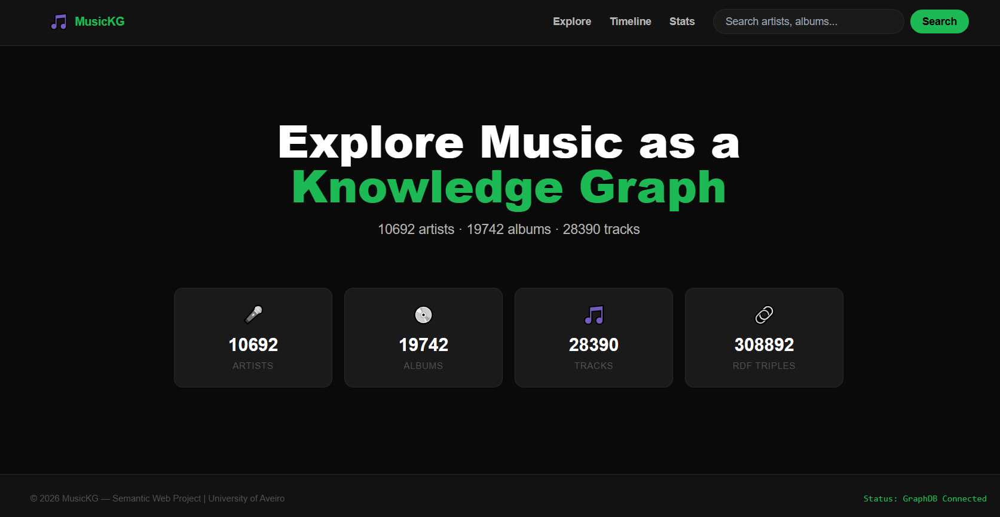 MusicKG
Explore Timeline Stats Search artists, albums... Search
Explore Music as a
Knowledge Graph
10692 artists · 19742 albums · 28390 tracks
10692
ARTISTS
19742
ALBUMS
28390
TRACKS
308892
RDF TRIPLES
© 2026 MusicKG — Semantic Web Project | University of Aveiro
Status: GraphDB Connected